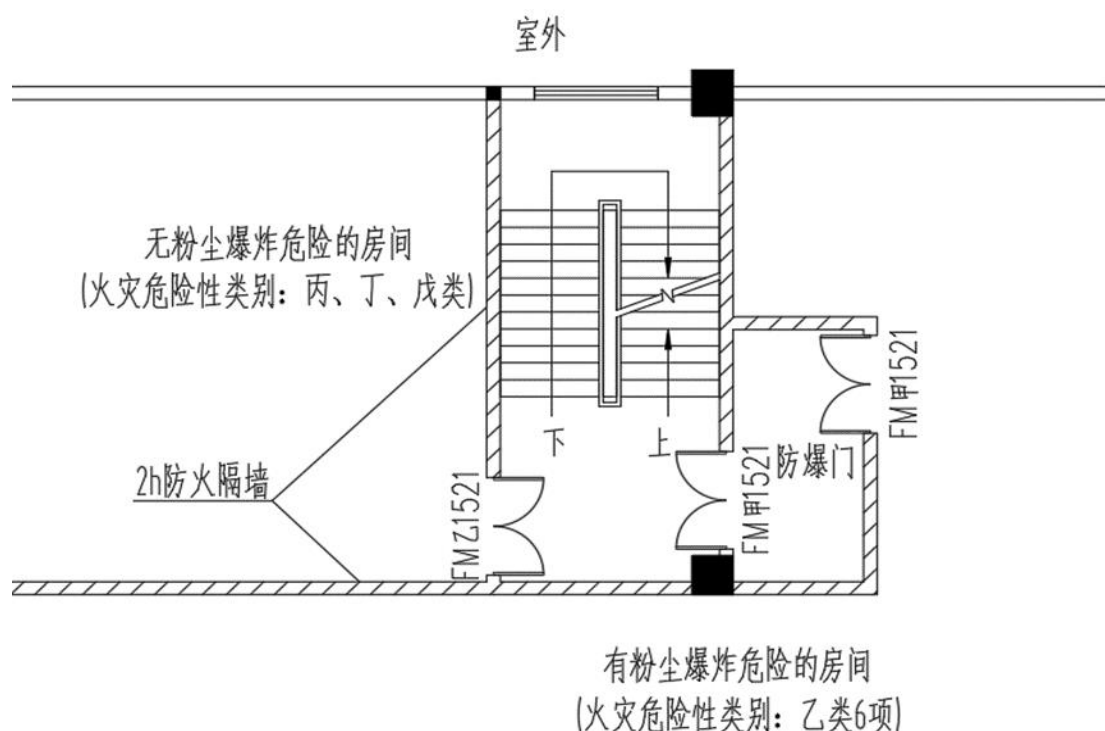 室外
无粉尘爆炸危险的房间
(火灾危险性类别：丙、丁、戊类)
2h防火隔墙
下
上
FM乙1521
FM甲1521
防爆门
FM甲1521
有粉尘爆炸危险的房间
(火灾危险性类别：乙类6项)